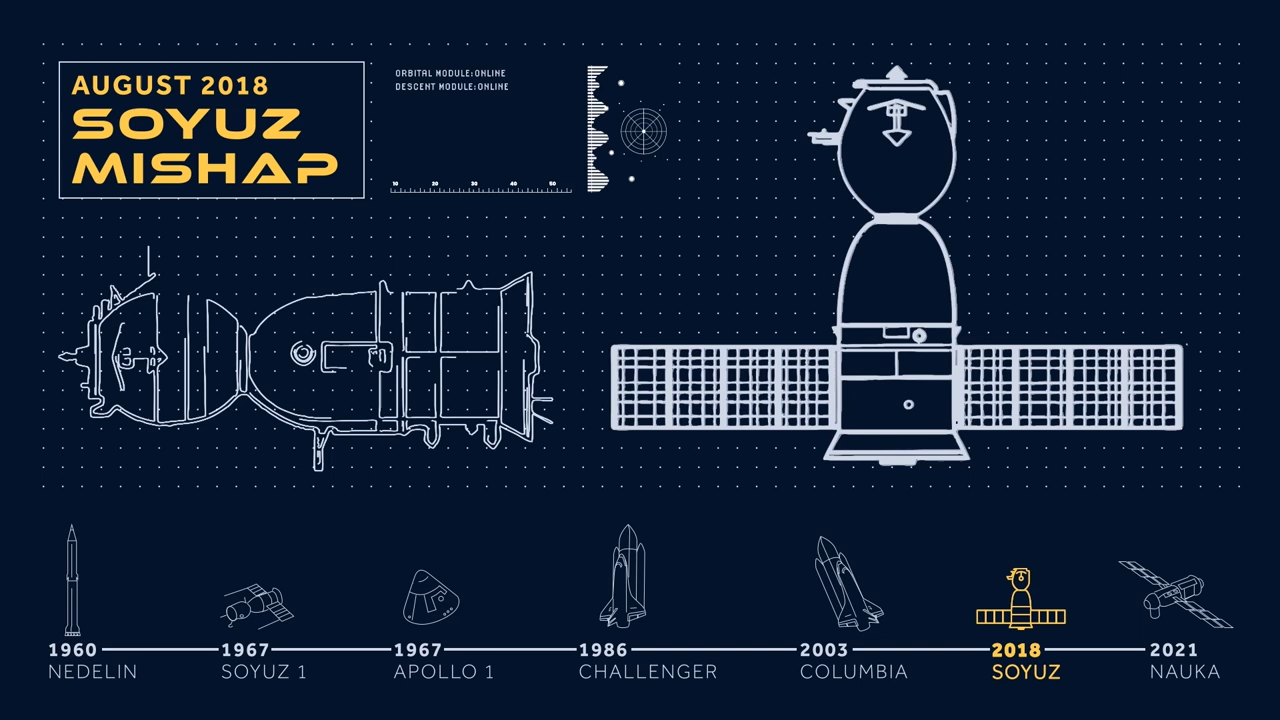 AUGUST 2018
SOYUZ
MISHAP
ORBITAL MODULE:ONLINE
DESCENT MODULE:ONLINE
10 20 30 40 50
1960 1967 1967 1986 2003 2018 2021
NEDELIN SOYUZ 1 APOLLO 1 CHALLENGER COLUMBIA SOYUZ NAUKA